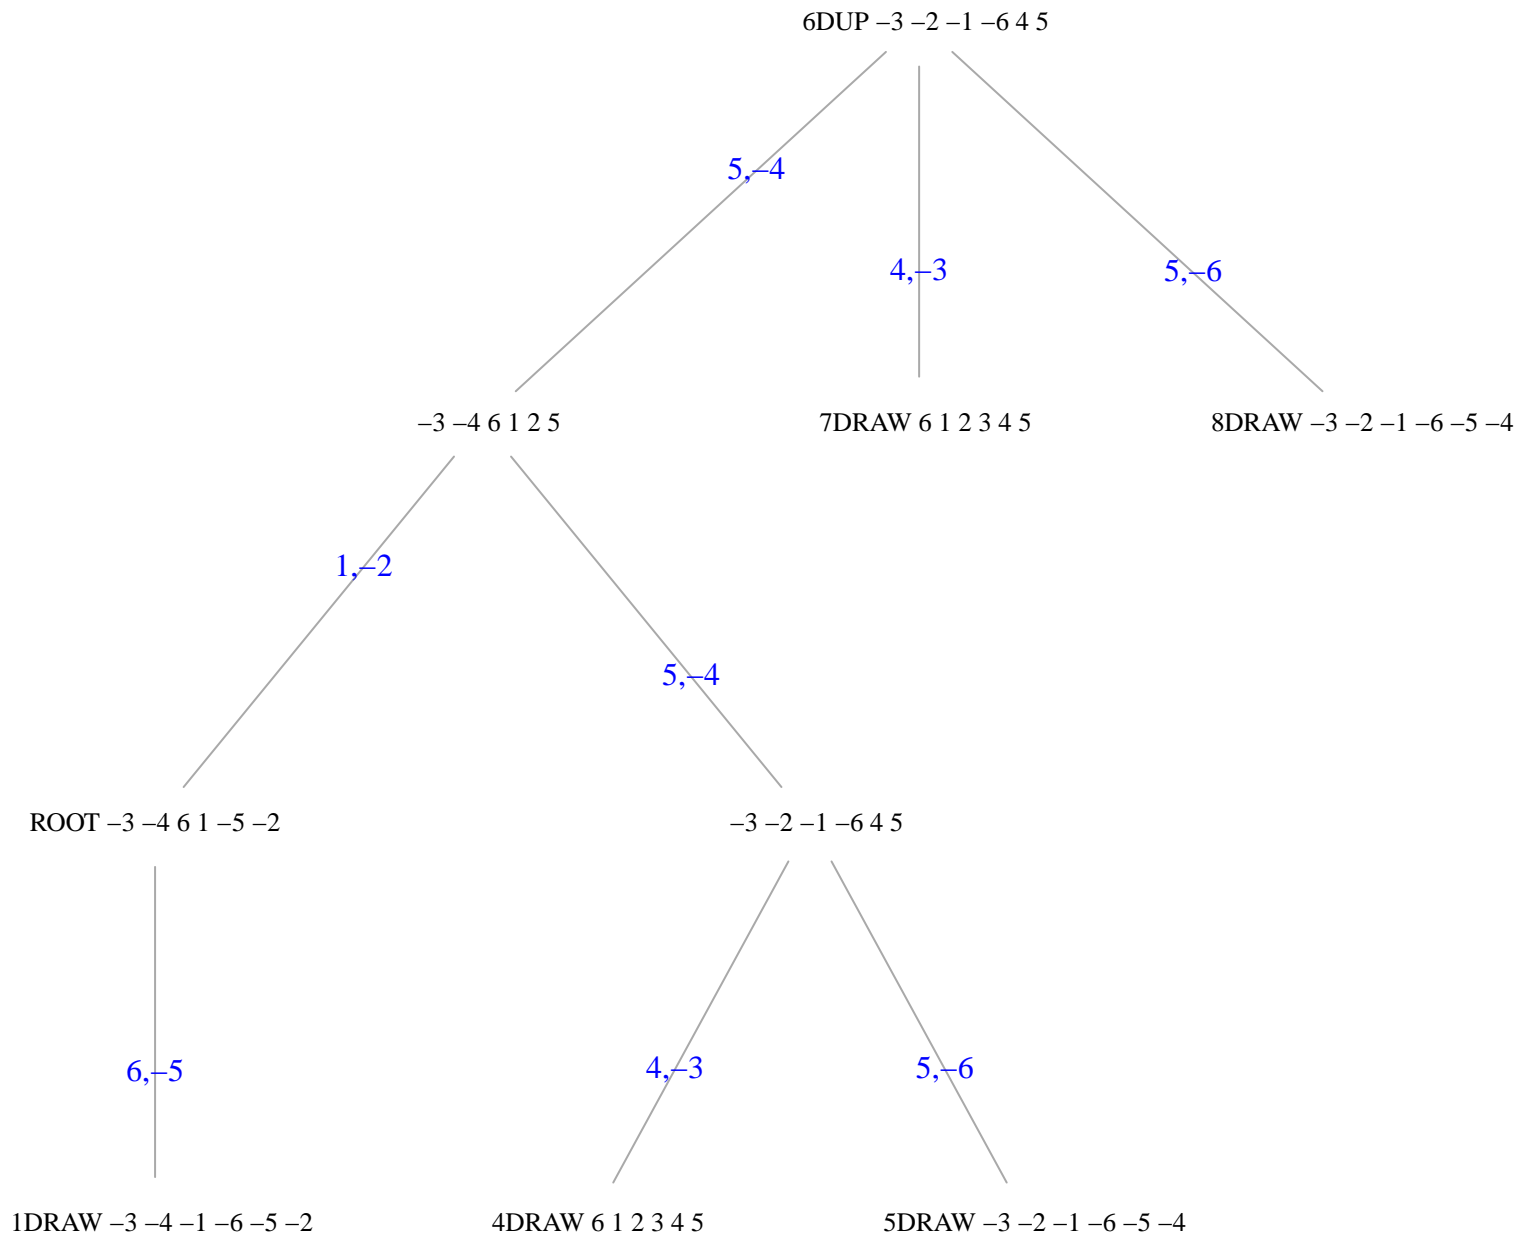 6DUP –3 –2 –1 –6 4 5
5,–4
4,–3
5,–6
–3 –4 6 1 2 5
7DRAW 6 1 2 3 4 5
8DRAW –3 –2 –1 –6 –5 –4
1,–2
5,–4
ROOT –3 –4 6 1 –5 –2
–3 –2 –1 –6 4 5
6,–5
4,–3
5,–6
1DRAW –3 –4 –1 –6 –5 –2
4DRAW 6 1 2 3 4 5
5DRAW –3 –2 –1 –6 –5 –4